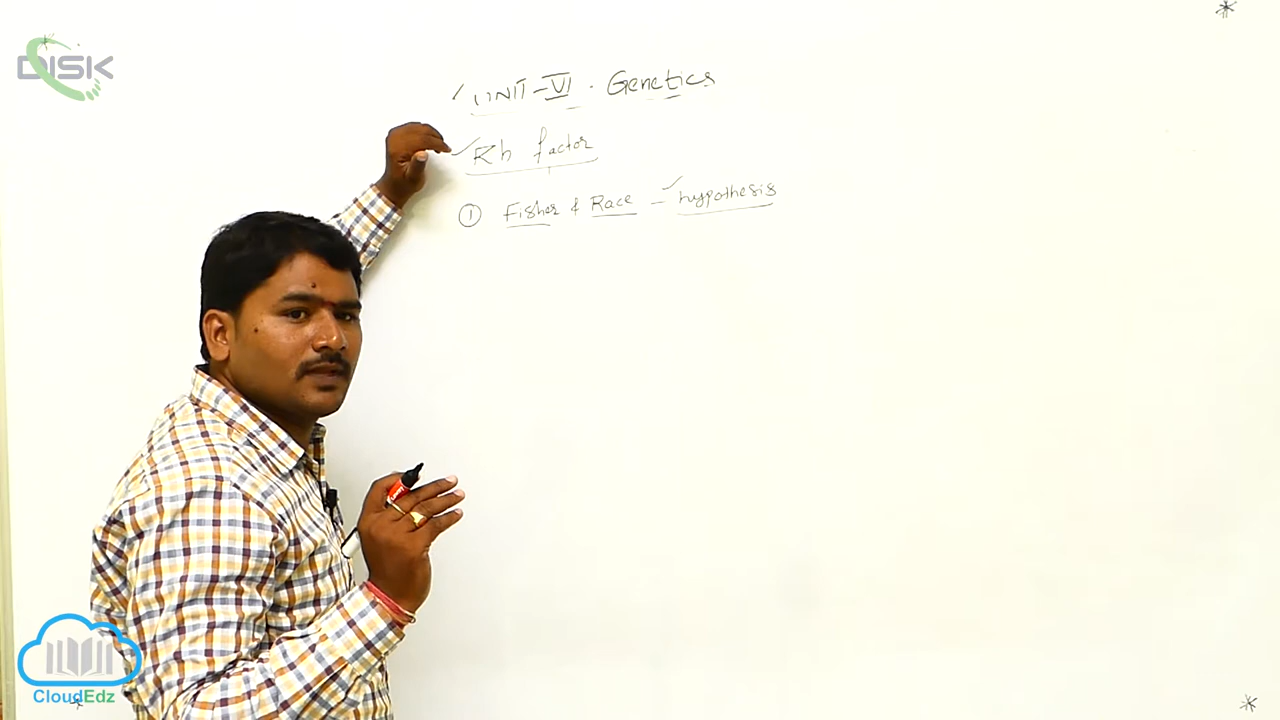 DISK
✓ UNIT-VI · Genetics
✓ Rh factor
① Fisher & Race - ✓ hypothesis
CloudEdz